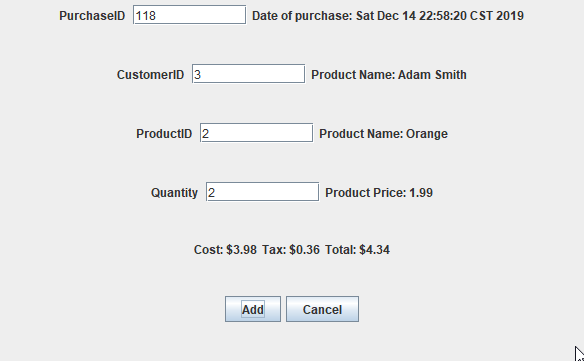 PurchaseID 118 Date of purchase: Sat Dec 14 22:58:20 CST 2019
CustomerID 3 Product Name: Adam Smith
ProductID 2 Product Name: Orange
Quantity 2 Product Price: 1.99
Cost: $3.98 Tax: $0.36 Total: $4.34
Add Cancel